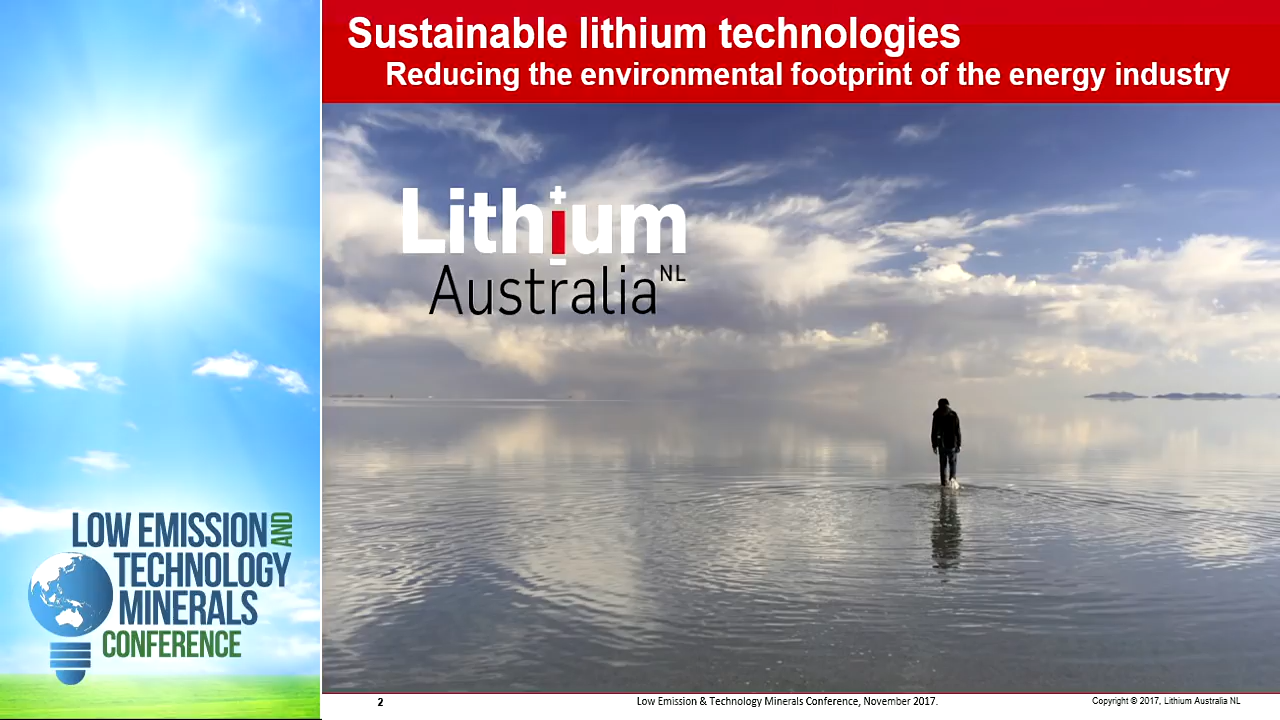 Sustainable lithium technologies
Reducing the environmental footprint of the energy industry
Lithium
Australia NL
LOW EMISSION AND
TECHNOLOGY
MINERALS
CONFERENCE
2
Low Emission & Technology Minerals Conference, November 2017.
Copyright © 2017, Lithium Australia NL